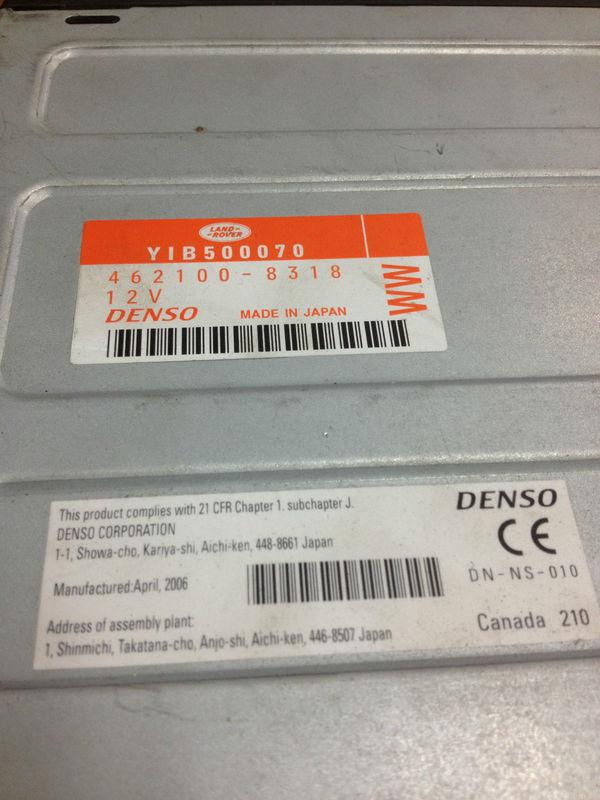 LAND-
ROVER
YIB500070
462100-8318
12V
DENSO MADE IN JAPAN
WW
This product complies with 21 CFR Chapter 1. subchapter J.
DENSO CORPORATION
1-1, Showa-cho, Kariya-shi, Aichi-ken, 448-8661 Japan
Manufactured:April, 2006
Address of assembly plant:
1, Shinmichi, Takatana-cho, Anjo-shi, Aichi-ken, 446-8507 Japan
DENSO
CE
DN-NS-010
Canada 210